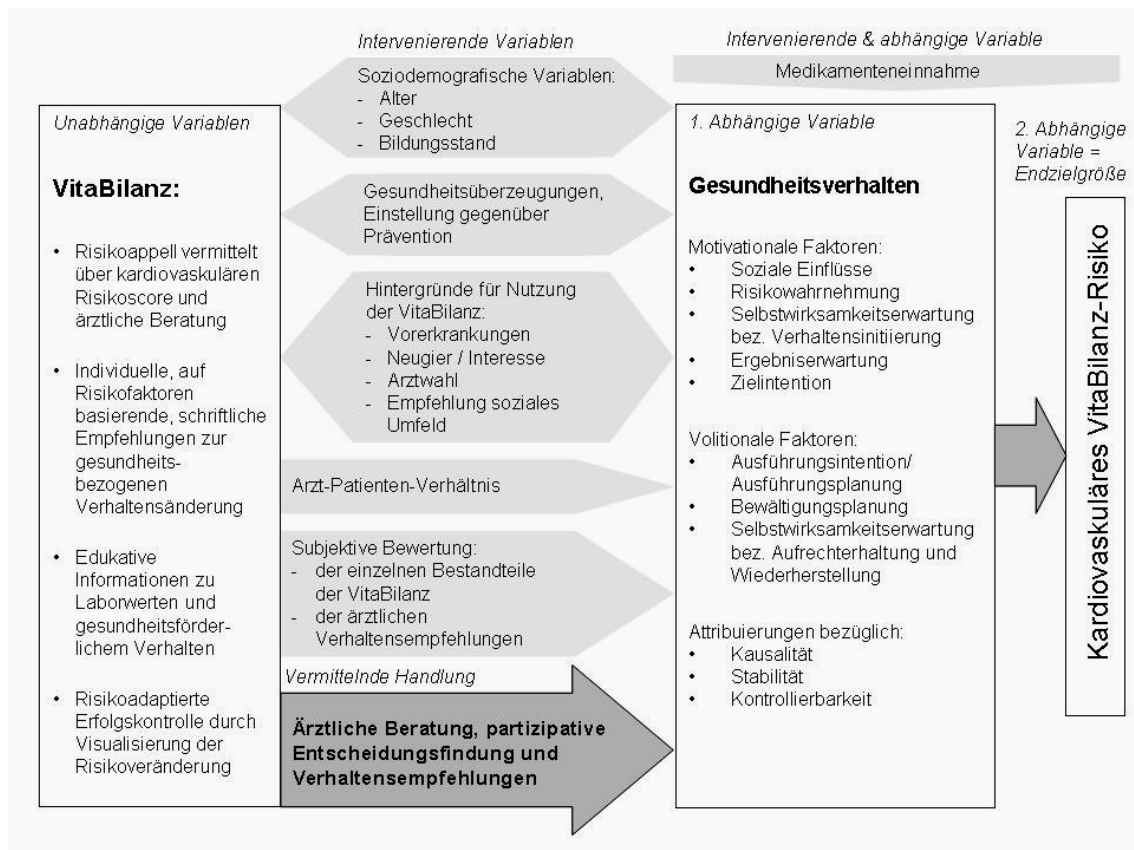 Intervenierende Variablen
Intervenierende & abhängige Variable
Soziodemografische Variablen:
- Alter
- Geschlecht
- Bildungsstand
Medikamenteneinnahme
Unabhängige Variablen
VitaBilanz:
• Risikoappell vermittelt
über kardiovaskulären
Risikoscore und
ärztliche Beratung
• Individuelle, auf
Risikofaktoren
basierende, schriftliche
Empfehlungen zur
gesundheits-
bezogenen
Verhaltensänderung
• Edukative
Informationen zu
Laborwerten und
gesundheitsförder-
lichem Verhalten
• Risikoadaptierte
Erfolgskontrolle durch
Visualisierung der
Risikoveränderung
Gesundheitsüberzeugungen,
Einstellung gegenüber
Prävention
Hintergründe für Nutzung
der VitaBilanz:
- Vorerkrankungen
- Neugier / Interesse
- Arztwahl
- Empfehlung soziales
Umfeld
Arzt-Patienten-Verhältnis
Subjektive Bewertung:
- der einzelnen Bestandteile
der VitaBilanz
- der ärztlichen
Verhaltensempfehlungen
Vermittelnde Handlung
Ärztliche Beratung, partizipative
Entscheidungsfindung und
Verhaltensempfehlungen
1. Abhängige Variable
Gesundheitsverhalten
Motivationale Faktoren:
• Soziale Einflüsse
• Risikowahrnehmung
• Selbstwirksamkeitserwartung
bez. Verhaltensinitiierung
• Ergebniserwartung
• Zielintention
Volitionale Faktoren:
• Ausführungsintention/
Ausführungsplanung
• Bewältigungsplanung
• Selbstwirksamkeitserwartung
bez. Aufrechterhaltung und
Wiederherstellung
Attribuierungen bezüglich:
• Kausalität
• Stabilität
• Kontrollierbarkeit
2. Abhängige
Variable =
Endzielgröße
Kardiovaskuläres VitaBilanz-Risiko